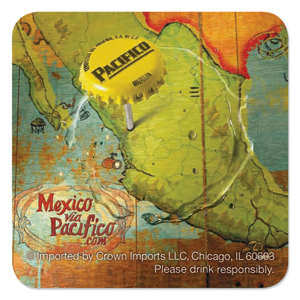 PACIFICO
Mexico
Via
Pacifico
.com
©Imported by Crown Imports LLC, Chicago, IL 60603
Please drink responsibly.